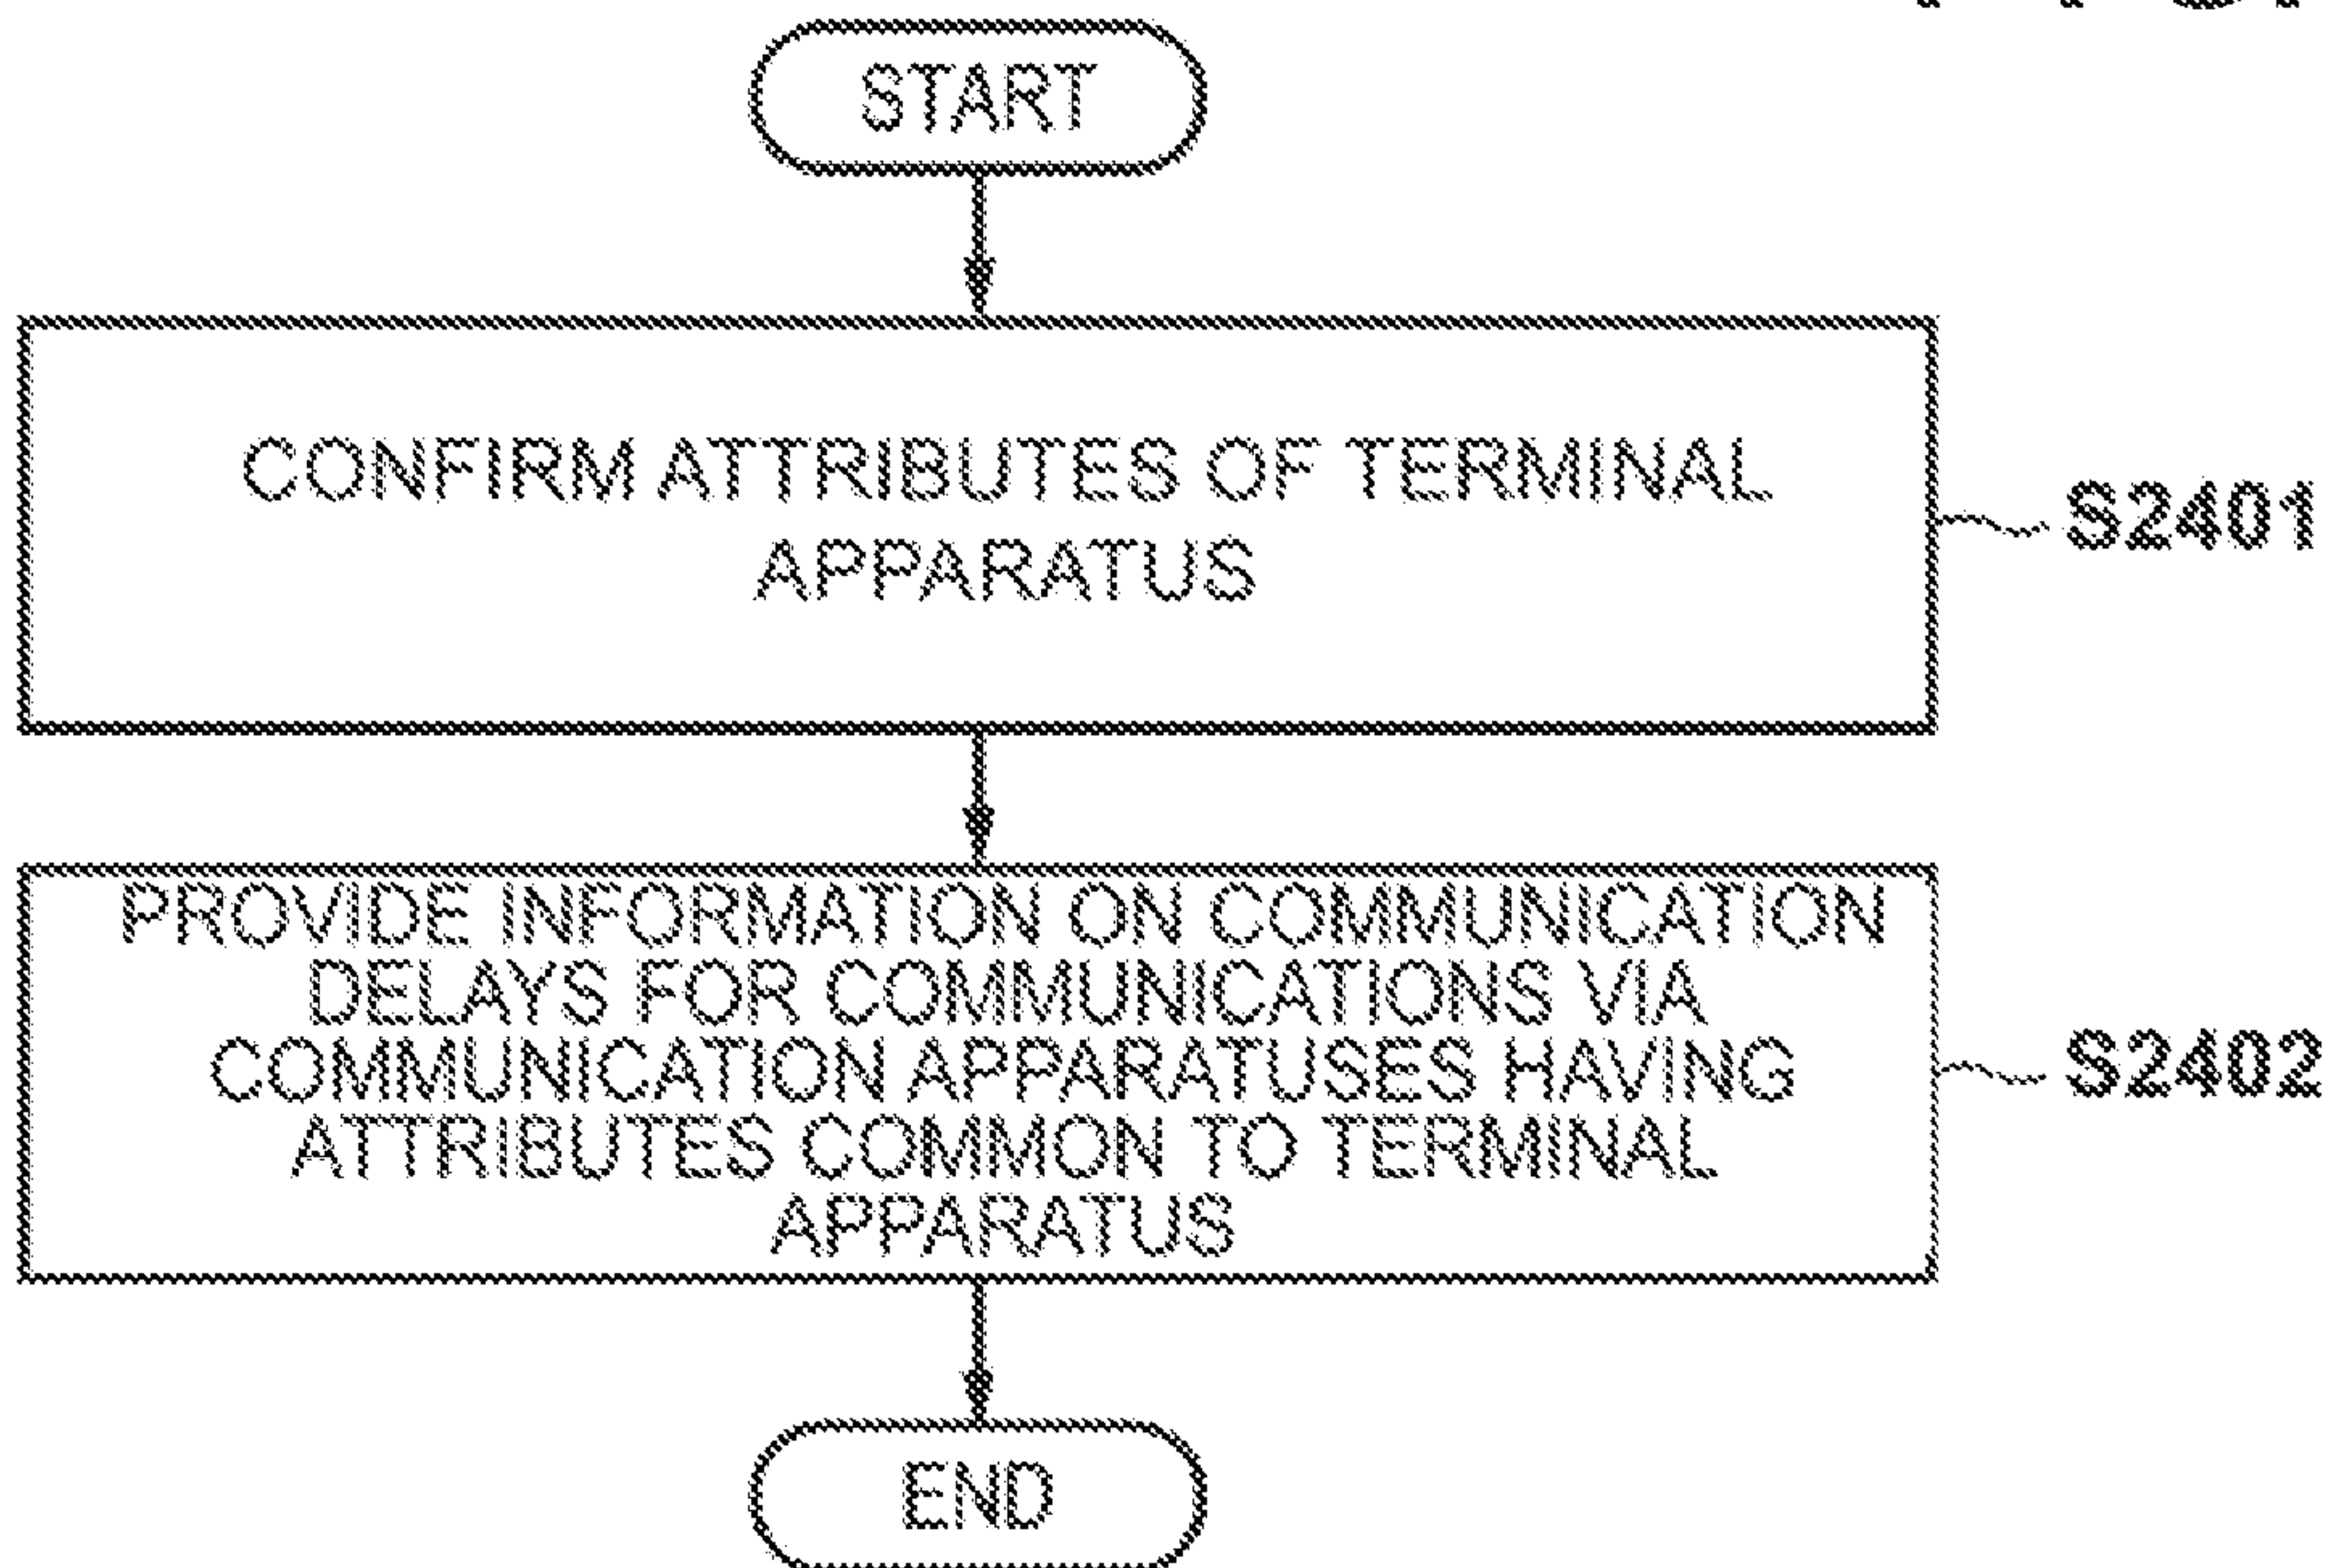 START
CONFIRM ATTRIBUTES OF TERMINAL
APPARATUS
S2401
PROVIDE INFORMATION ON COMMUNICATION
DELAYS FOR COMMUNICATIONS VIA
COMMUNICATION APPARATUSES HAVING
ATTRIBUTES COMMON TO TERMINAL
APPARATUS
S2402
END